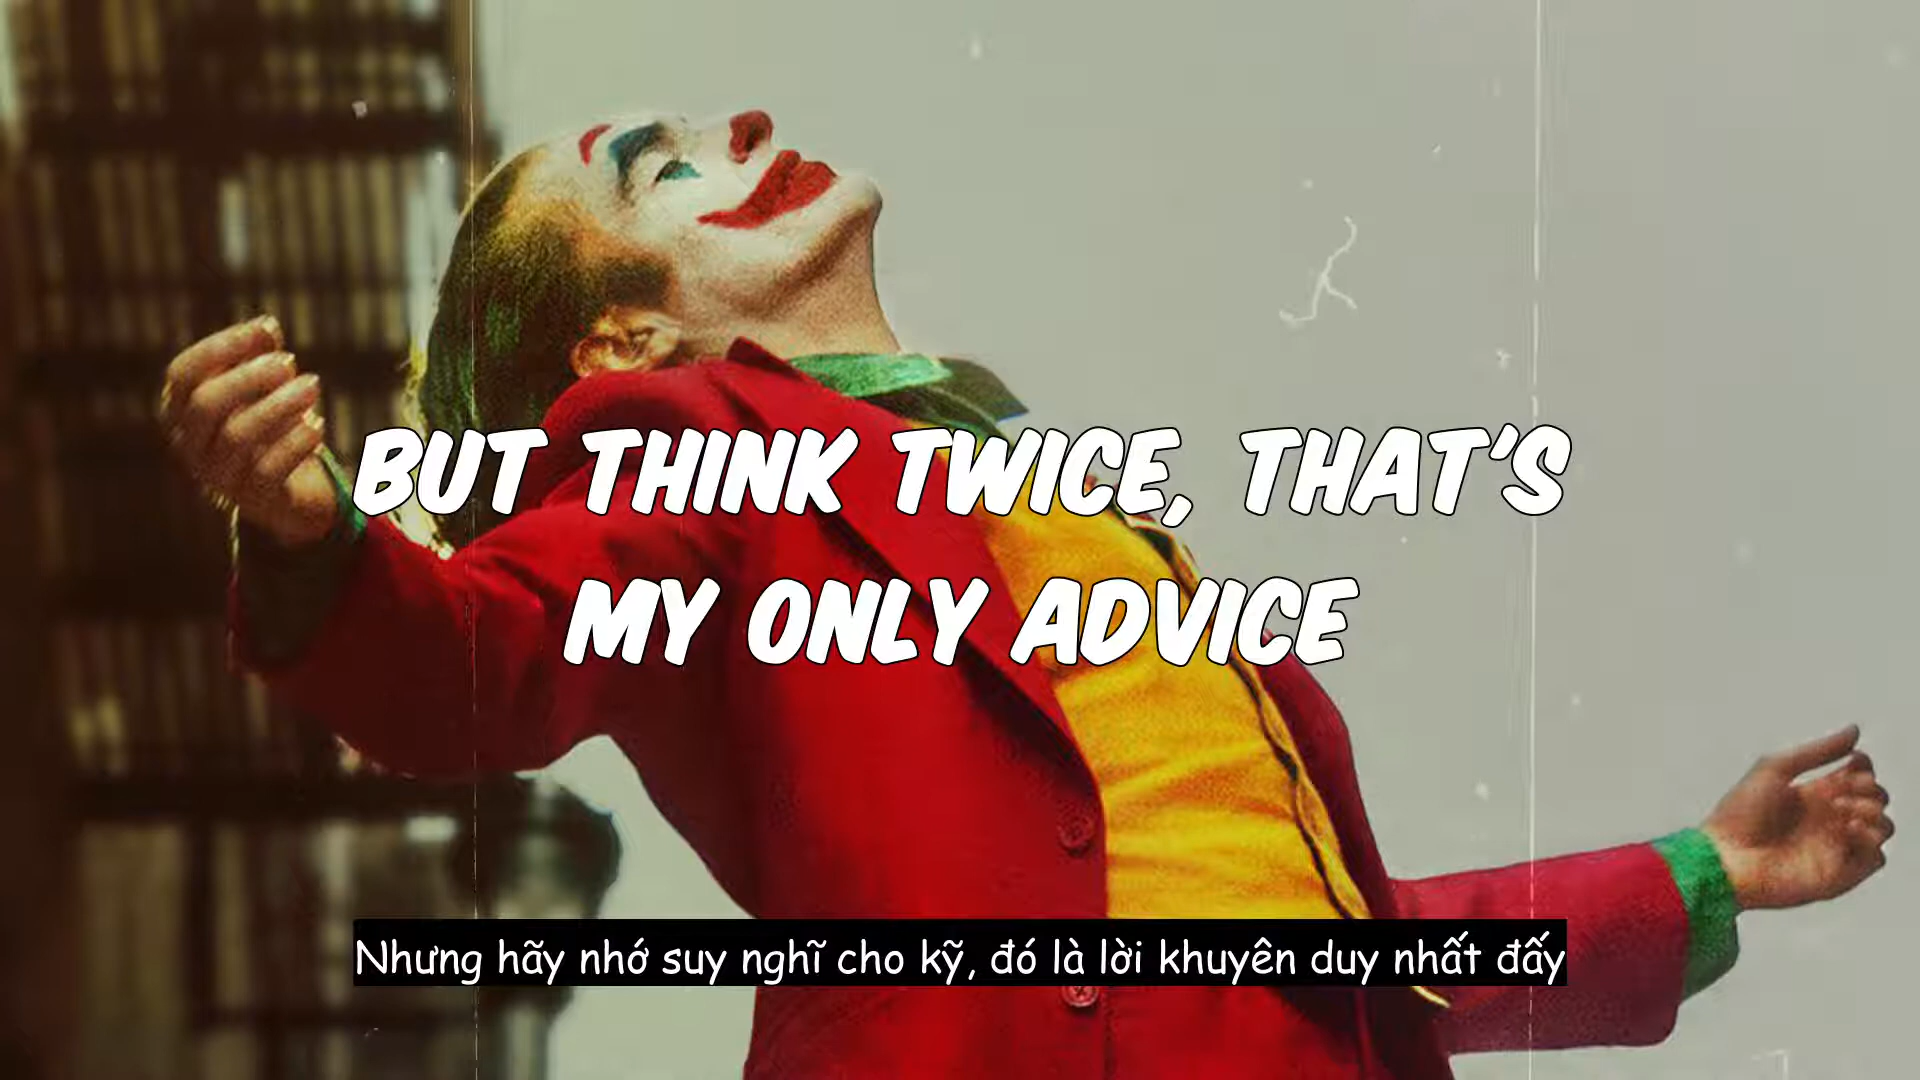 BUT THINK TWICE, THAT'S
MY ONLY ADVICE
Nhưng hãy nhớ suy nghĩ cho kỹ, đó là lời khuyên duy nhất đấy